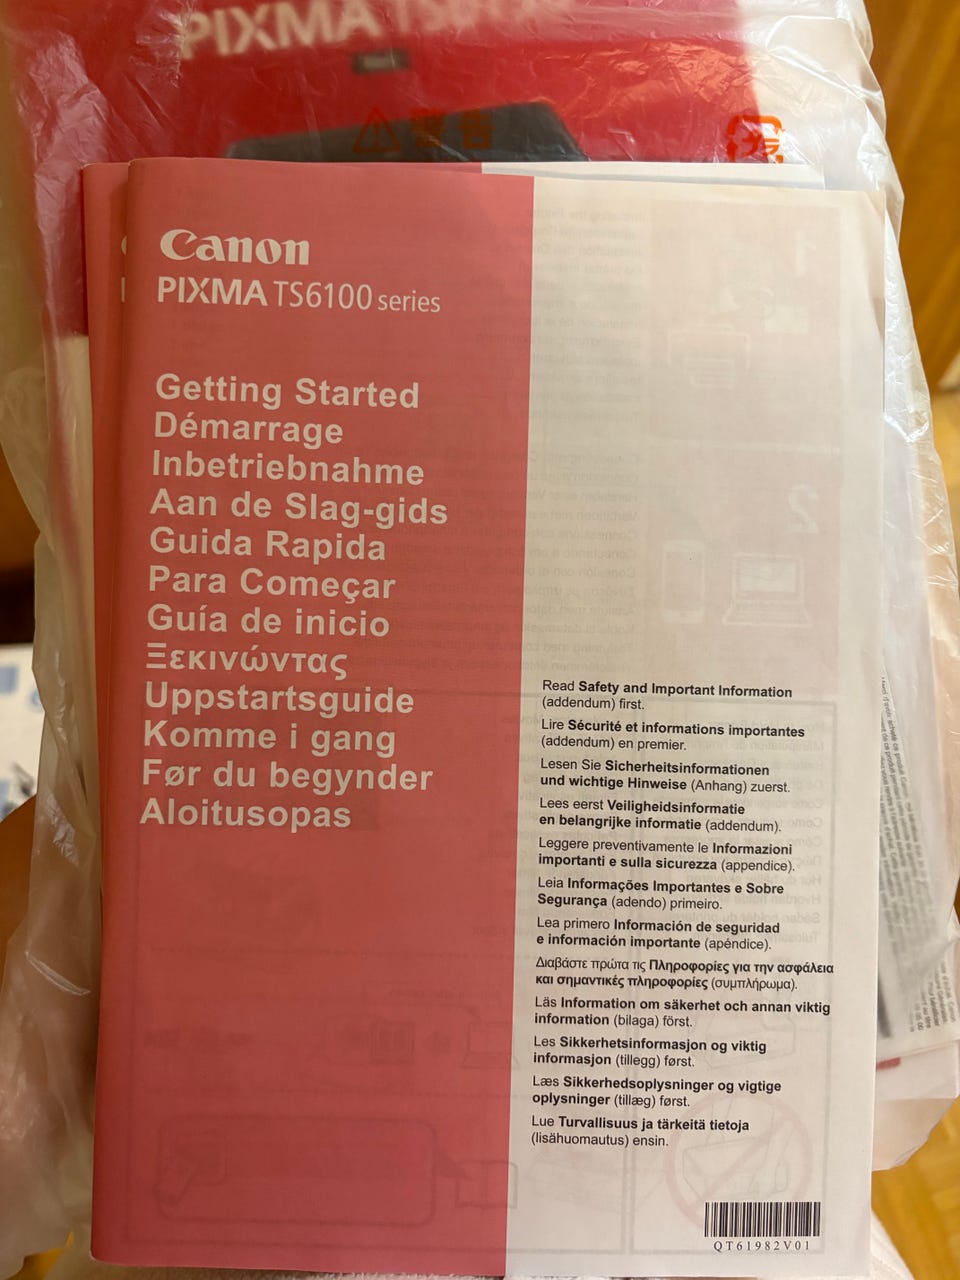 PIXMA
警告
プラ
Canon
PIXMA TS6100 series
Getting Started
Démarrage
Inbetriebnahme
Aan de Slag-gids
Guida Rapida
Para Começar
Guía de inicio
Ξεκινώντας
Uppstartsguide
Komme i gang
Før du begynder
Aloitusopas
Read Safety and Important Information
(addendum) first.
Lire Sécurité et informations importantes
(addendum) en premier.
Lesen Sie Sicherheitsinformationen
und wichtige Hinweise (Anhang) zuerst.
Lees eerst Veiligheidsinformatie
en belangrijke informatie (addendum).
Leggere preventivamente le Informazioni
importanti e sulla sicurezza (appendice).
Leia Informações Importantes e Sobre
Segurança (adendo) primeiro.
Lea primero Información de seguridad
e información importante (apéndice).
Διαβάστε πρώτα τις Πληροφορίες για την ασφάλεια
και σημαντικές πληροφορίες (συμπλήρωμα).
Läs Information om säkerhet och annan viktig
information (bilaga) först.
Les Sikkerhetsinformasjon og viktig
informasjon (tillegg) først.
Læs Sikkerhedsoplysninger og vigtige
oplysninger (tillæg) først.
Lue Turvallisuus ja tärkeitä tietoja
(lisähuomautus) ensin.
QT61982V01